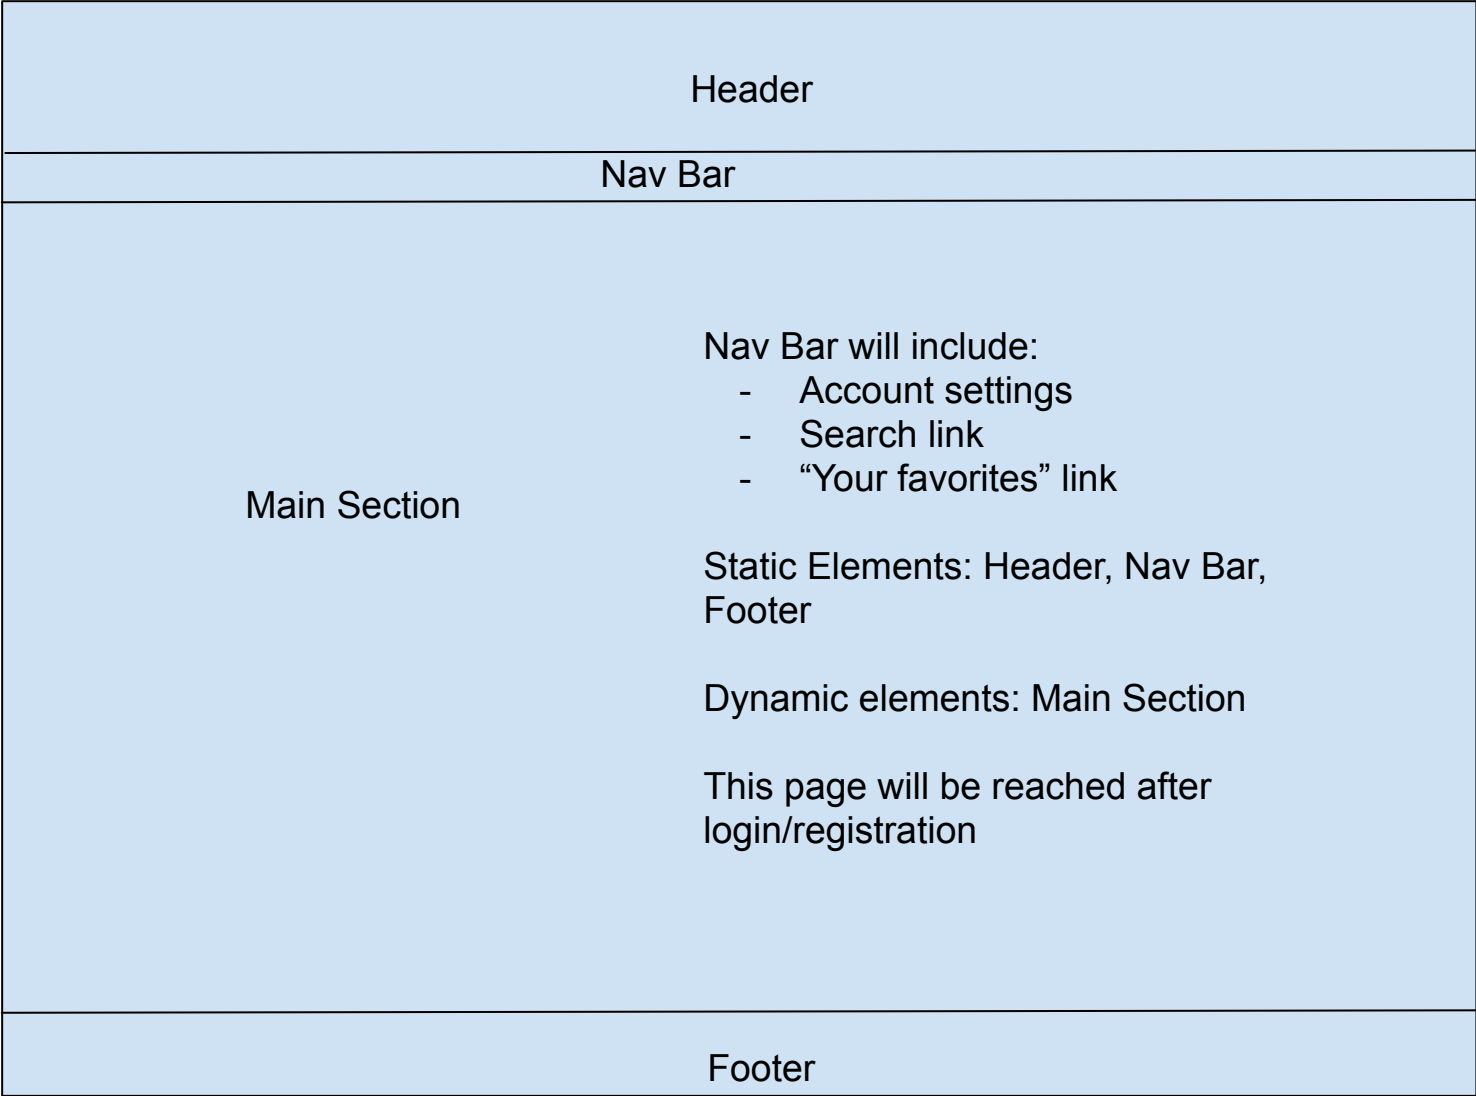 Header
Nav Bar
Main Section
Nav Bar will include:
- Account settings
- Search link
- “Your favorites” link
Static Elements: Header, Nav Bar,
Footer
Dynamic elements: Main Section
This page will be reached after
login/registration
Footer